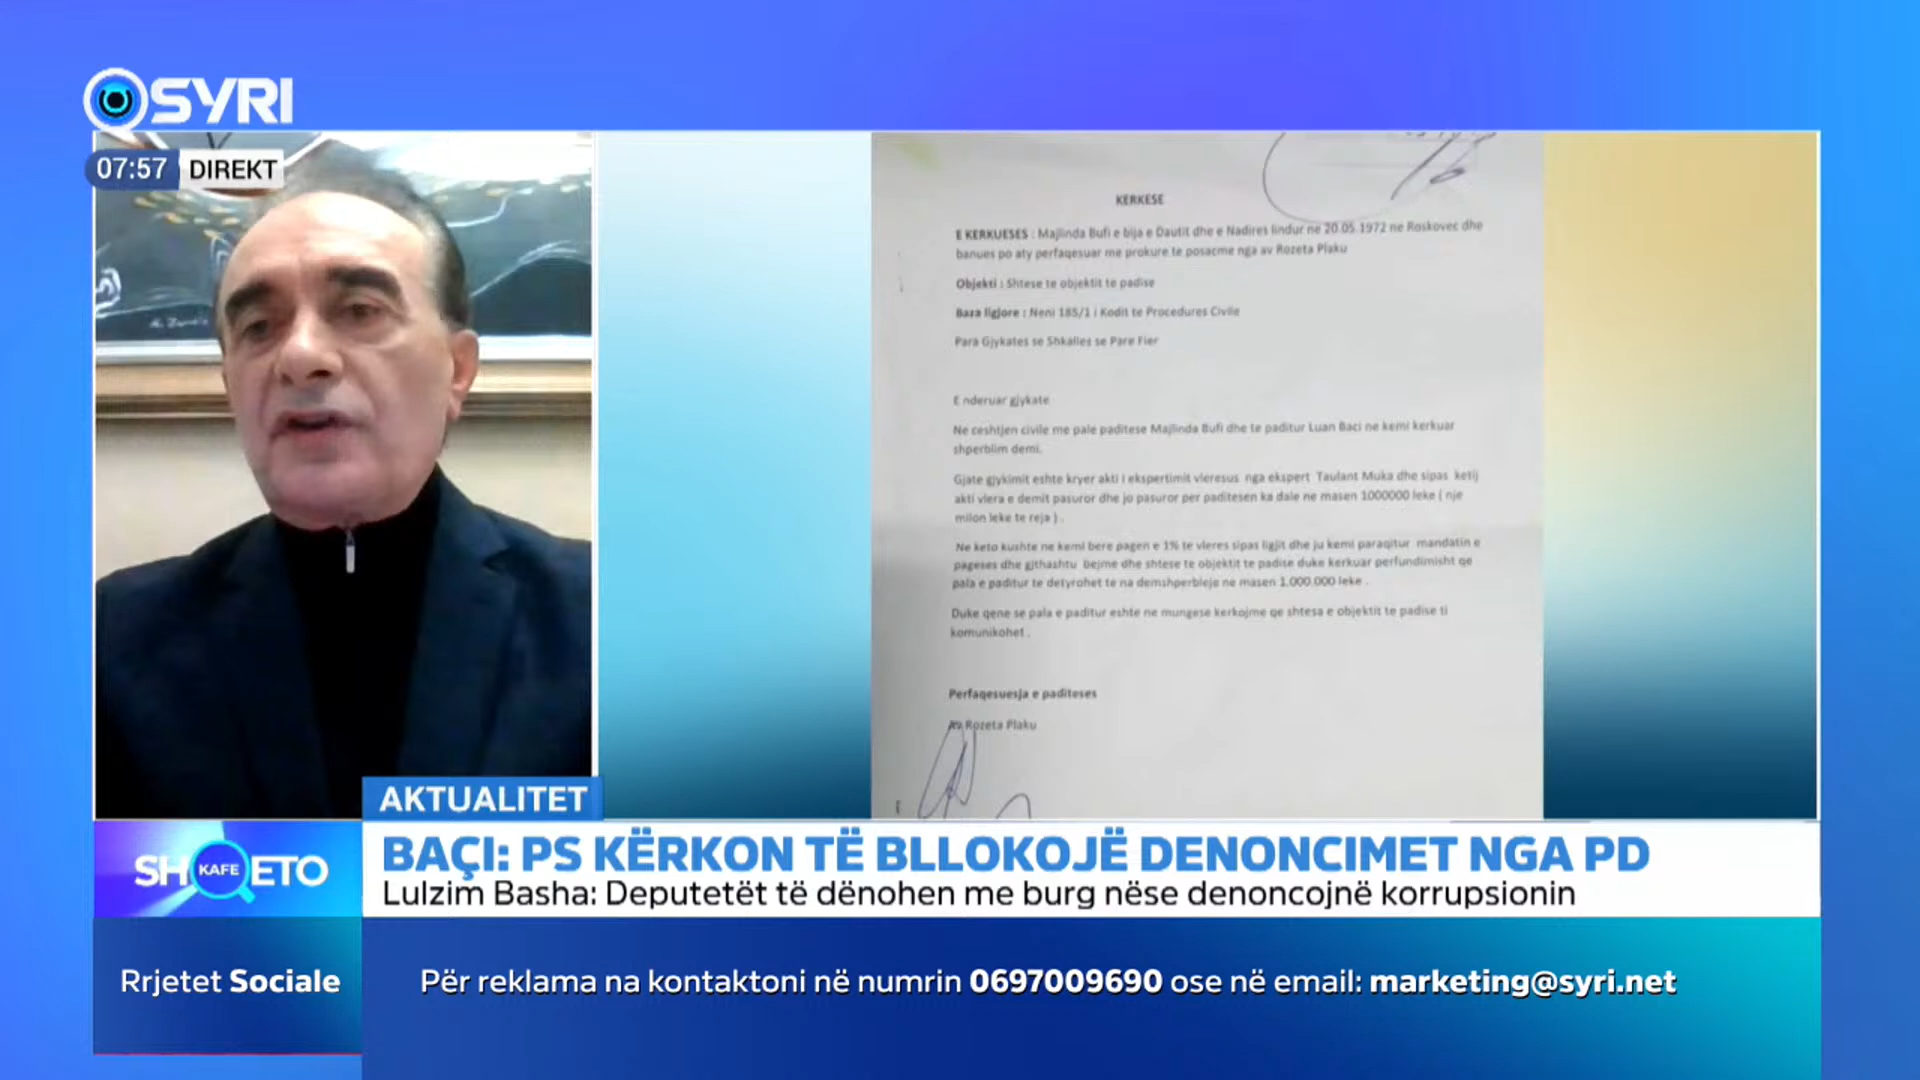 SYRI
07:57 DIREKT
KERKESE
E KERKUESES : Majlinda Bufi e bija e Dautit dhe e Nadires lindur ne 20.05.1972 ne Roskovec dhe
banues po aty perfaqesuar me prokure te posacme nga av Rozeta Plaku
Objekti : Shtese te objektit te padise
Baza ligjore : Neni 185/1 i Kodit te Procedures Civile
Para Gjykates se Shkalles se Pare Fier
E nderuar gjykate
Ne ceshtjen civile me pale paditese Majlinda Bufi dhe te paditur Luan Baci ne kemi kerkuar
shperblim demi.
Gjate gjykimit eshte kryer akti i ekspertimit vleresus nga ekspert Taulant Muka dhe sipas ketij
akti vlera e demit pasuror dhe jo pasuror per paditesen ka dale ne masen 1000000 leke ( nje
milon leke te reja ) .
Ne keto kushte ne kemi bere pagen e 1% te vleres sipas ligjit dhe ju kemi paraqitur mandatin e
pageses dhe gjithashtu bejme dhe shtese te objektit te padise duke kerkuar perfundimisht qe
pala e paditur te detyrohet te na demshperbleje ne masen 1.000.000 leke .
Duke qene se pala e paditur eshte ne mungese kerkojme qe shtesa e objektit te padise ti
komunikohet .
Perfaqesuesja e paditeses
Av Rozeta Plaku
AKTUALITET
SHQETO
KAFE
BAÇI: PS KËRKON TË BLLOKOJË DENONCIMET NGA PD
Lulzim Basha: Deputetët të dënohen me burg nëse denoncojnë korrupsionin
Rrjetet Sociale
Për reklama na kontaktoni në numrin 0697009690 ose në email: marketing@syri.net